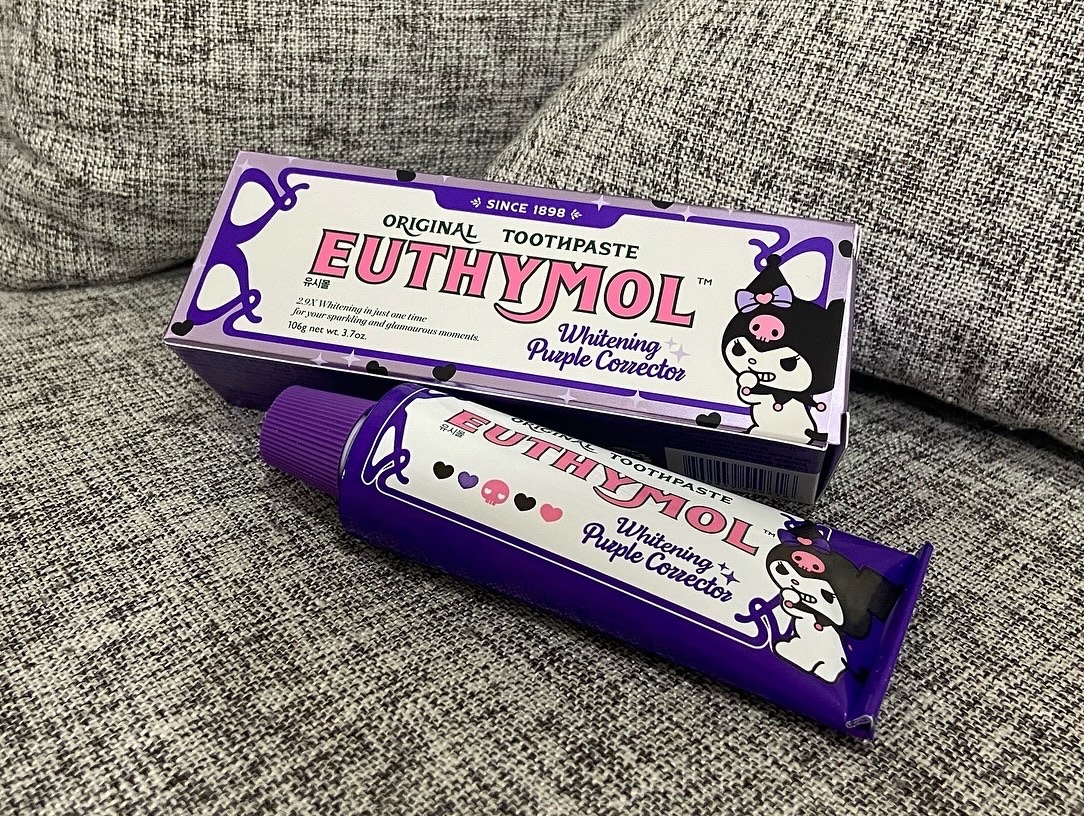 SINCE 1898
ORIGINAL TOOTHPASTE
EUTHYMOL™
유시몰
2.9X Whitening in just one time
for your sparkling and glamourous moments.
106g net wt. 3.7oz.
Whitening
Purple Corrector
ORIGINAL TOOTHPASTE
EUTHYMOL™
유시몰
Whitening
Purple Corrector